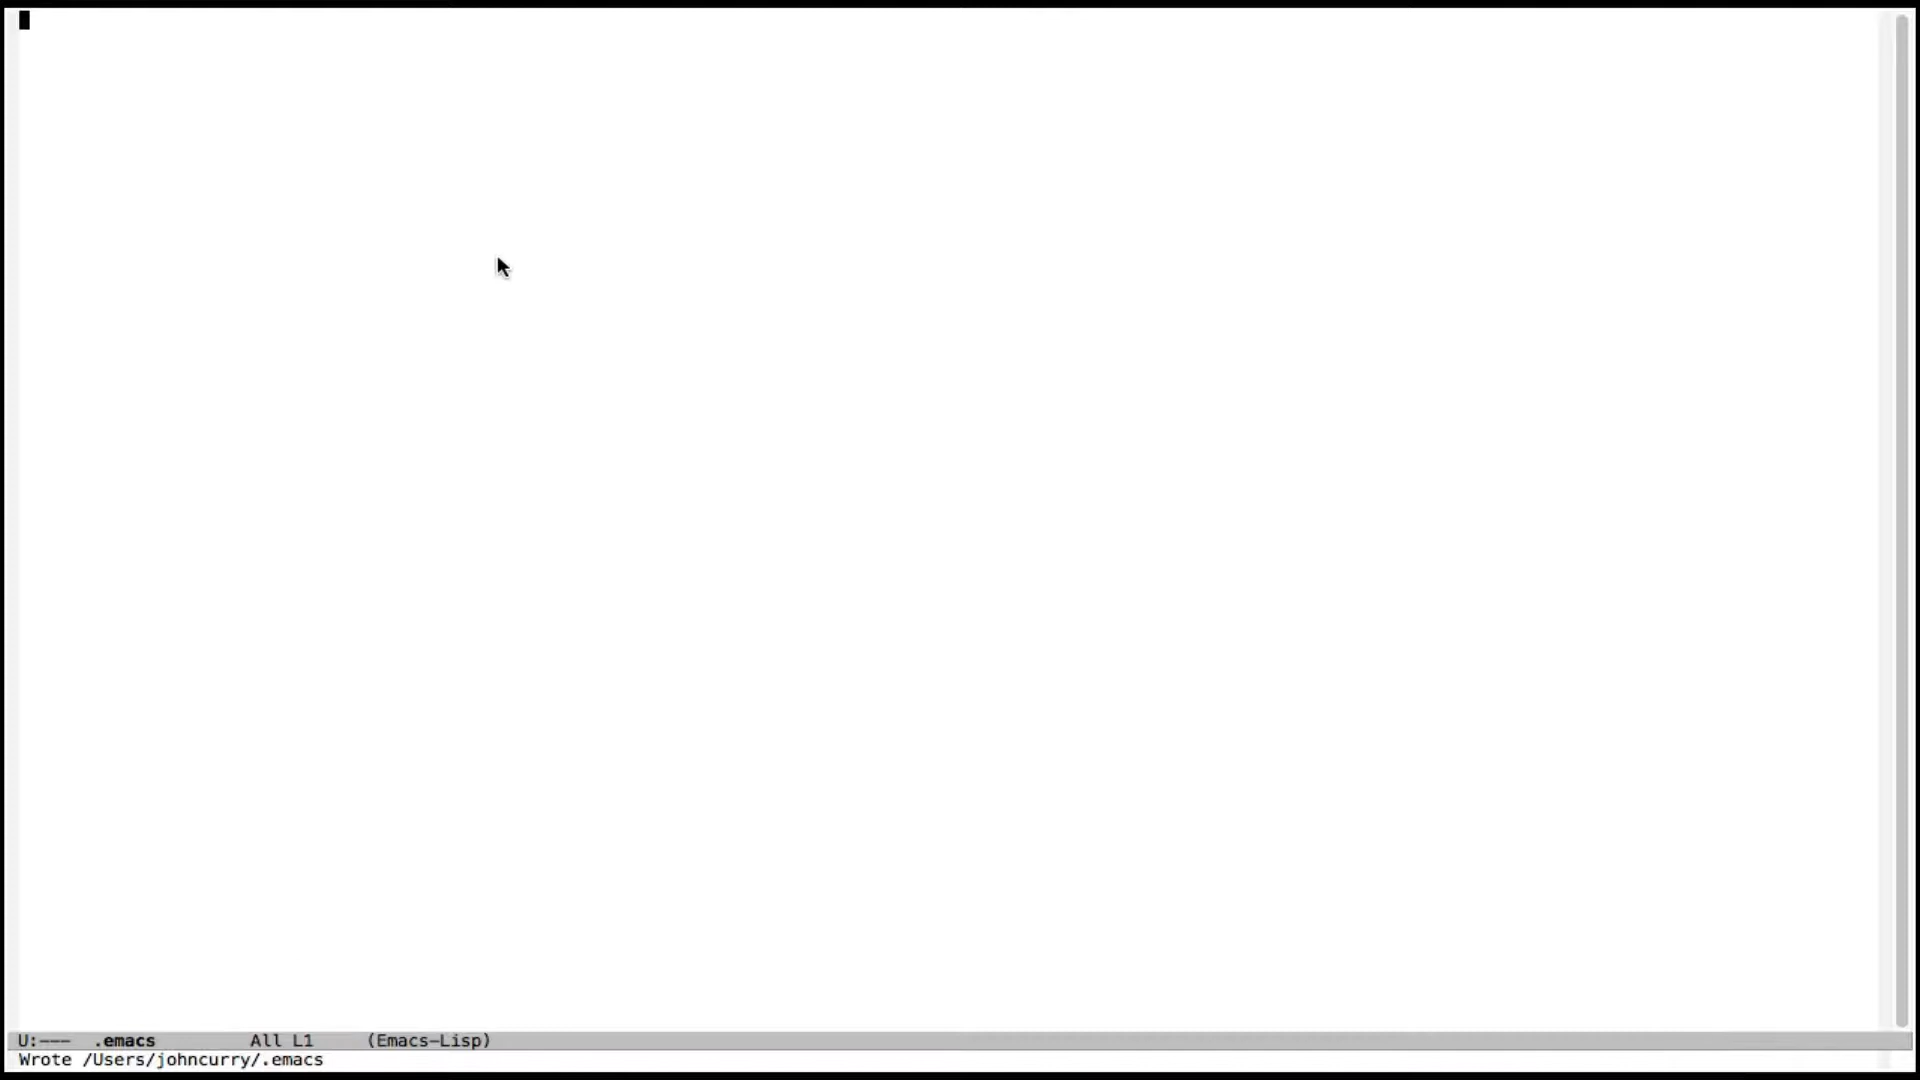 U:--- .emacs All L1 (Emacs-Lisp)
Wrote /Users/johncurry/.emacs